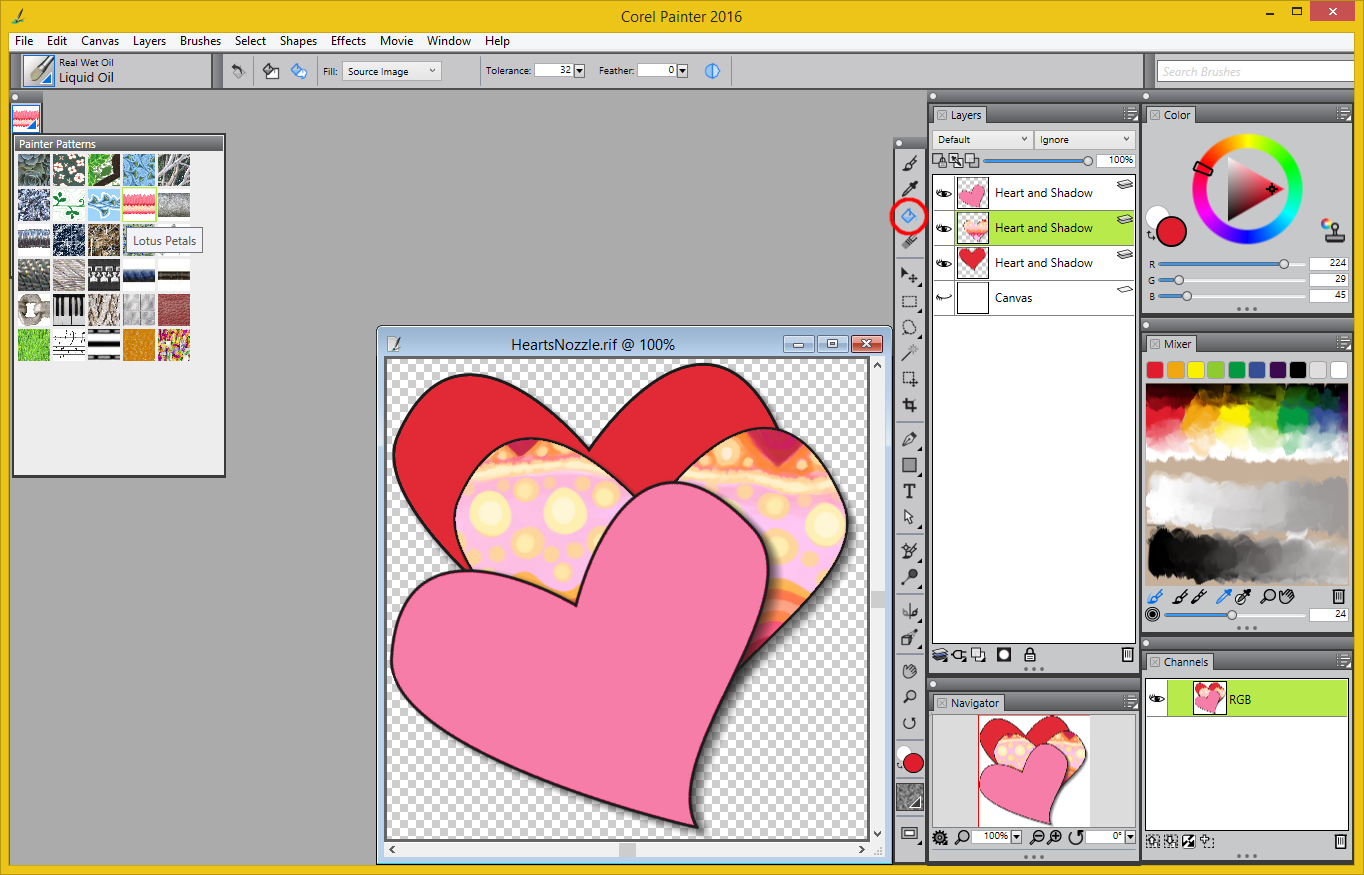 Corel Painter 2016
File Edit Canvas Layers Brushes Select Shapes Effects Movie Window Help
Real Wet Oil
Liquid Oil
Fill: Source Image
Tolerance: 32
Feather: 0
Search Brushes
Painter Patterns
Lotus Petals
HeartsNozzle.rif @ 100%
T
Layers
Default
Ignore
100%
Heart and Shadow
Heart and Shadow
Heart and Shadow
Canvas
Navigator
100%
0°
Color
R 224
G 29
B 45
Mixer
24
Channels
RGB